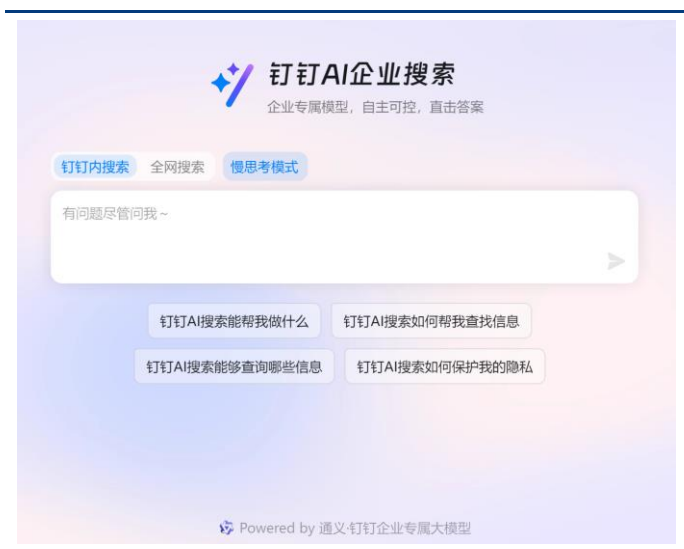 钉钉AI企业搜索
企业专属模型，自主可控，直击答案
钉钉内搜索 全网搜索 慢思考模式
有问题尽管问我～
钉钉AI搜索能帮我做什么 钉钉AI搜索如何帮我查找信息
钉钉AI搜索能够查询哪些信息 钉钉AI搜索如何保护我的隐私
Powered by 通义·钉钉企业专属大模型